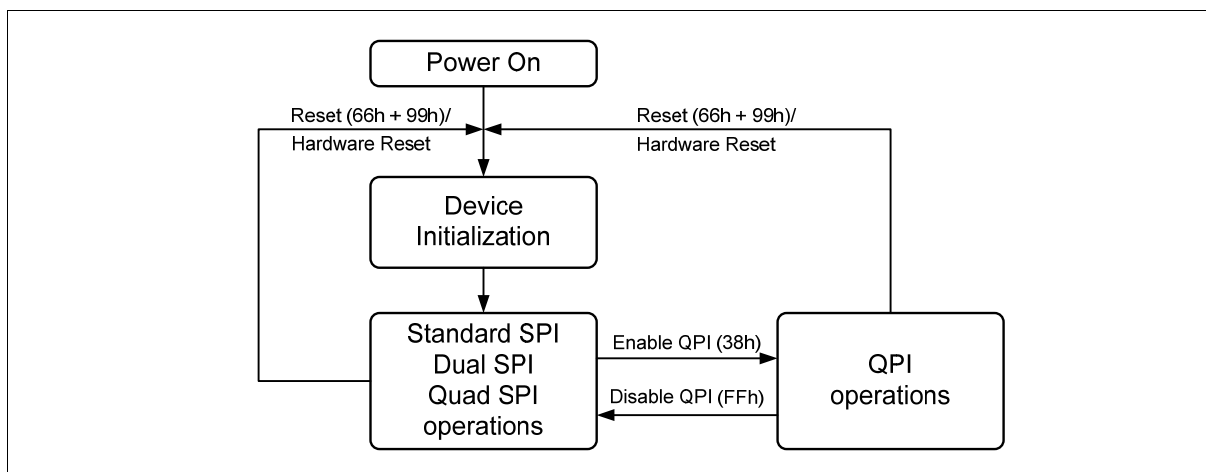 Power On
Reset (66h + 99h)/
Hardware Reset
Reset (66h + 99h)/
Hardware Reset
Device
Initialization
Standard SPI
Dual SPI
Quad SPI
operations
Enable QPI (38h)
Disable QPI (FFh)
QPI
operations